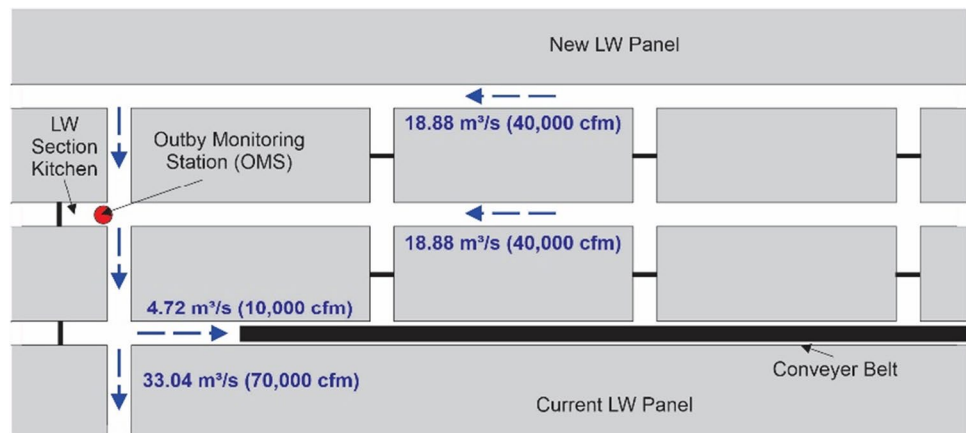 New LW Panel
LW
Section
Kitchen
Outby Monitoring
Station (OMS)
18.88 m³/s (40,000 cfm)
18.88 m³/s (40,000 cfm)
4.72 m³/s (10,000 cfm)
33.04 m³/s (70,000 cfm)
Conveyer Belt
Current LW Panel